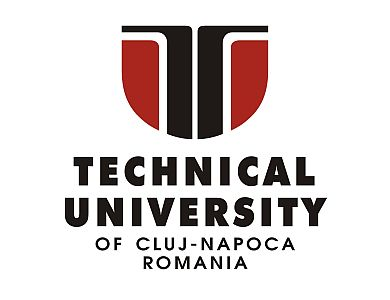 TECHNICAL
UNIVERSITY
OF CLUJ-NAPOCA
ROMANIA